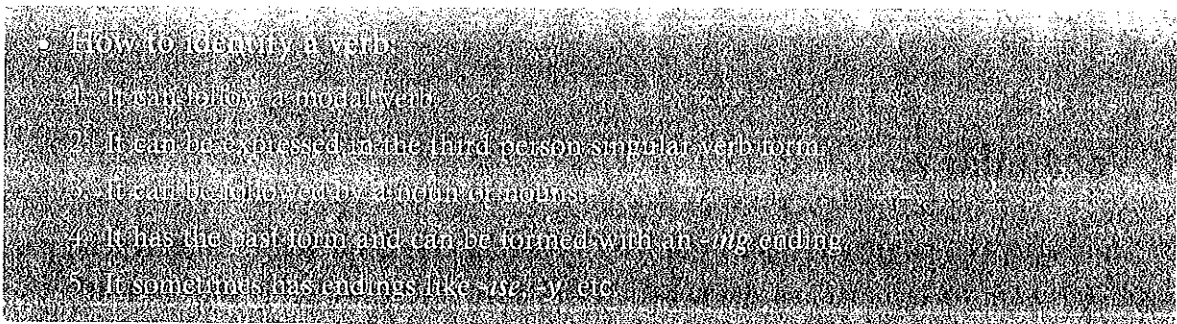 • How to identify a verb:
1. It can follow a modal verb.
2. It can be expressed in the third person singular verb form.
3. It can be followed by a noun or nouns.
4. It has the past form and can be formed with an -ing ending.
5. It sometimes has endings like -ise, -y, etc.